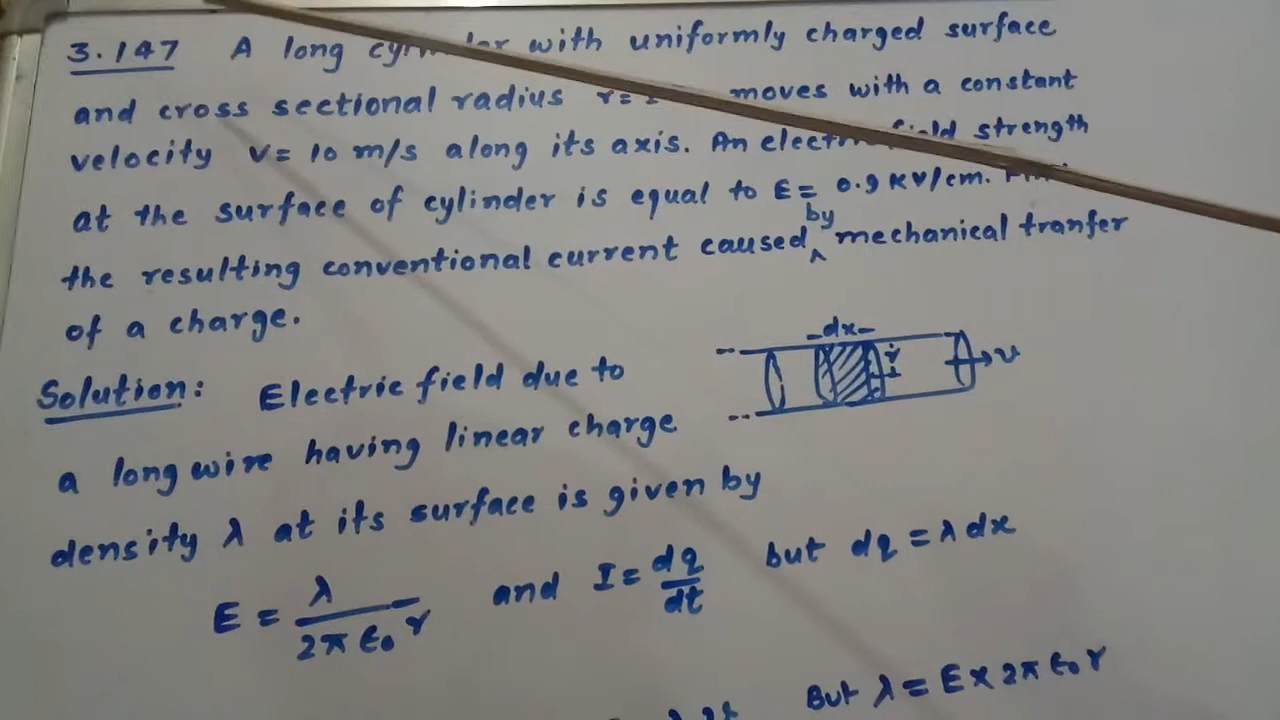 3.147 A long with uniformly charged surface
and cross sectional radius r= moves with a constant
velocity v= 10 m/s along its axis. An strength
at the surface of cylinder is equal to E= 0.9 KV/cm.
the resulting conventional current caused by mechanical tranfer
of a charge.
-dx-
r
v
Solution: Electric field due to
a long wire having linear charge
density λ at its surface is given by
E = λ / 2π ϵ₀ r and I = dq/dt but dq = λ dx
But λ = E × 2π ϵ₀ r